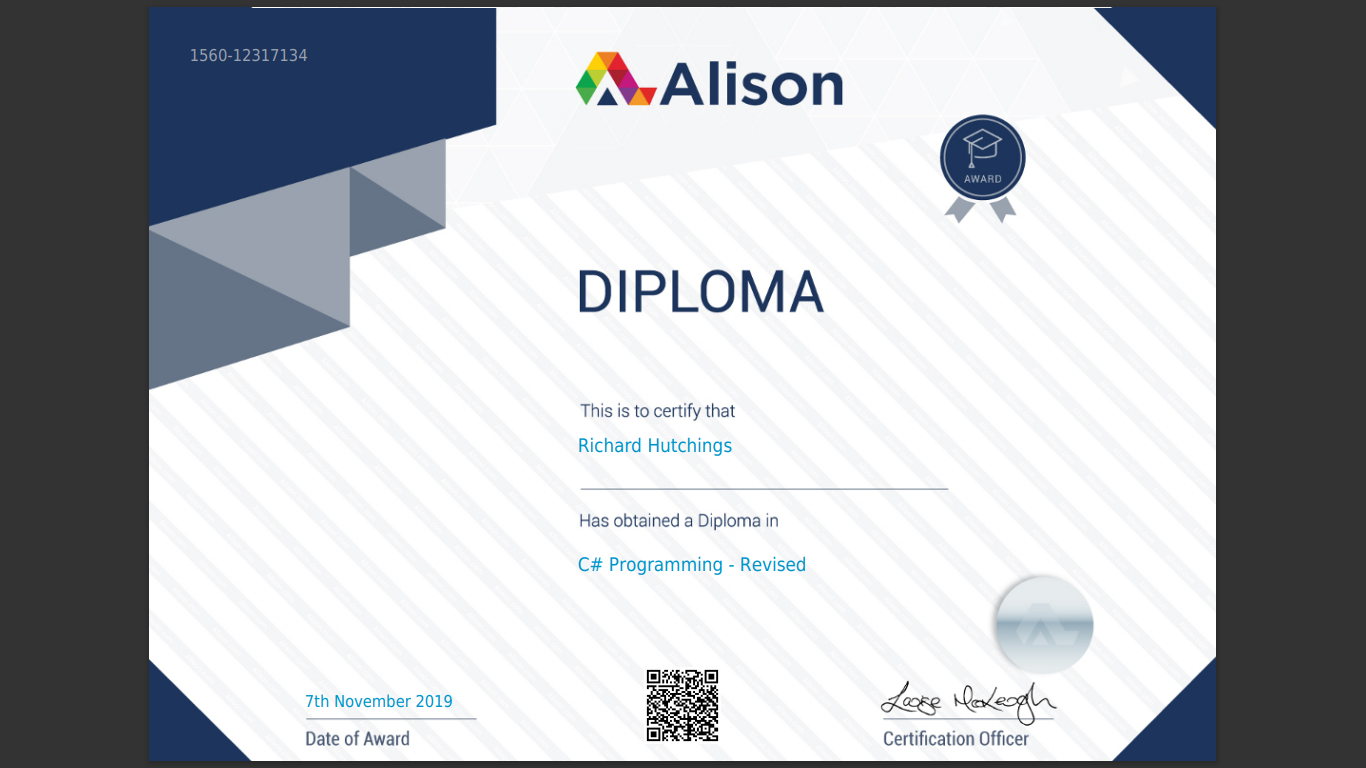 1560-12317134
Alison
AWARD
DIPLOMA
This is to certify that
Richard Hutchings
Has obtained a Diploma in
C# Programming - Revised
7th November 2019
Date of Award
Certification Officer